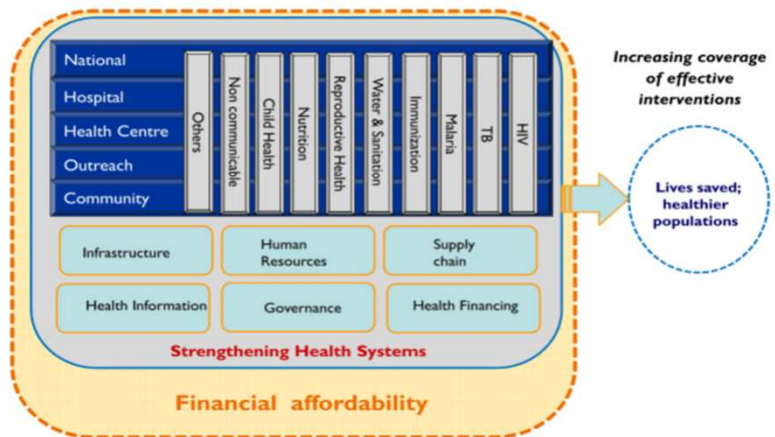 National
Hospital
Health Centre
Outreach
Community
Others
Non communicable
Child Health
Nutrition
Reproductive Health
Water & Sanitation
Immunization
Malaria
TB
HIV
Infrastructure
Human
Resources
Supply
chain
Health Information
Governance
Health Financing
Strengthening Health Systems
Financial affordability
Increasing coverage
of effective
interventions
Lives saved;
healthier
populations